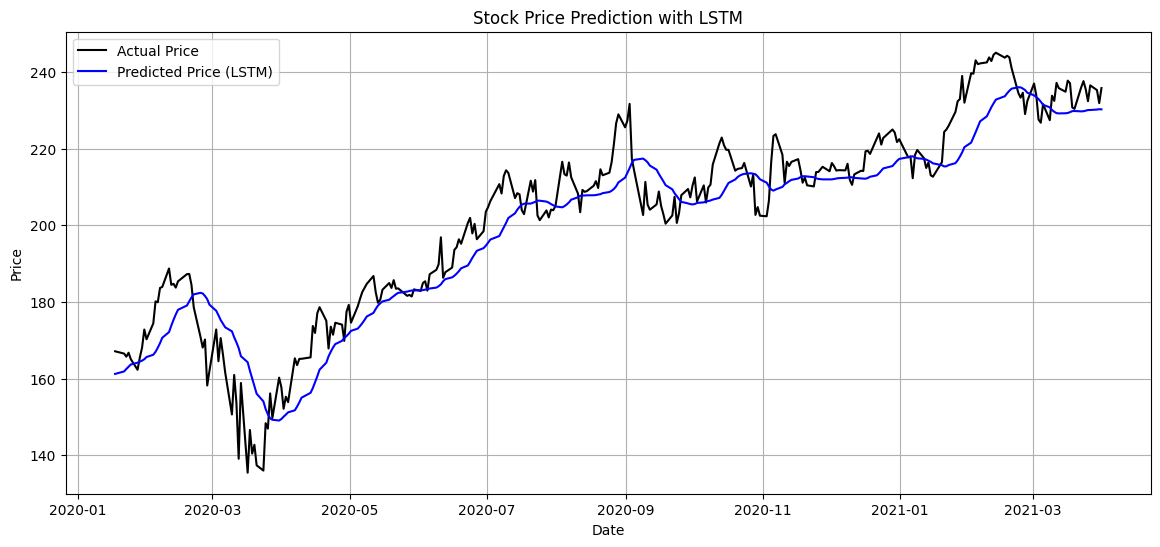 Stock Price Prediction with LSTM
Actual Price
Predicted Price (LSTM)
Price
240
220
200
180
160
140
2020-01 2020-03 2020-05 2020-07 2020-09 2020-11 2021-01 2021-03
Date